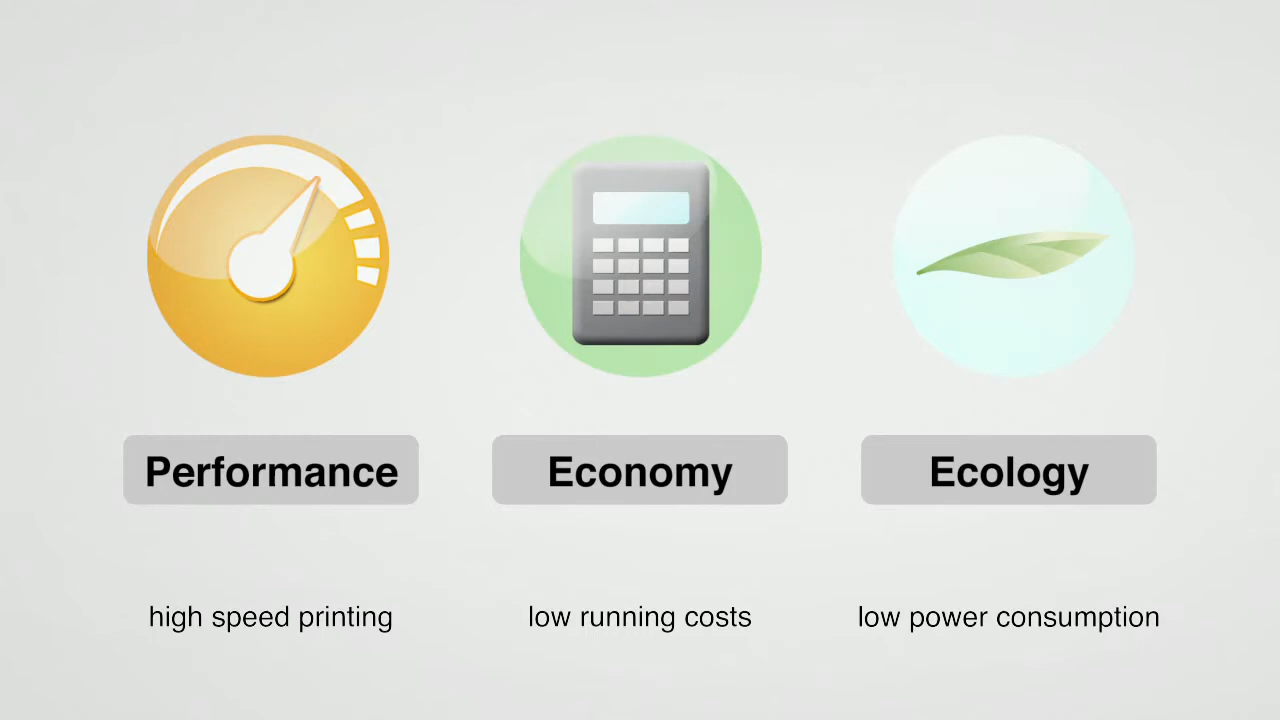 Performance
Economy
Ecology
high speed printing
low running costs
low power consumption